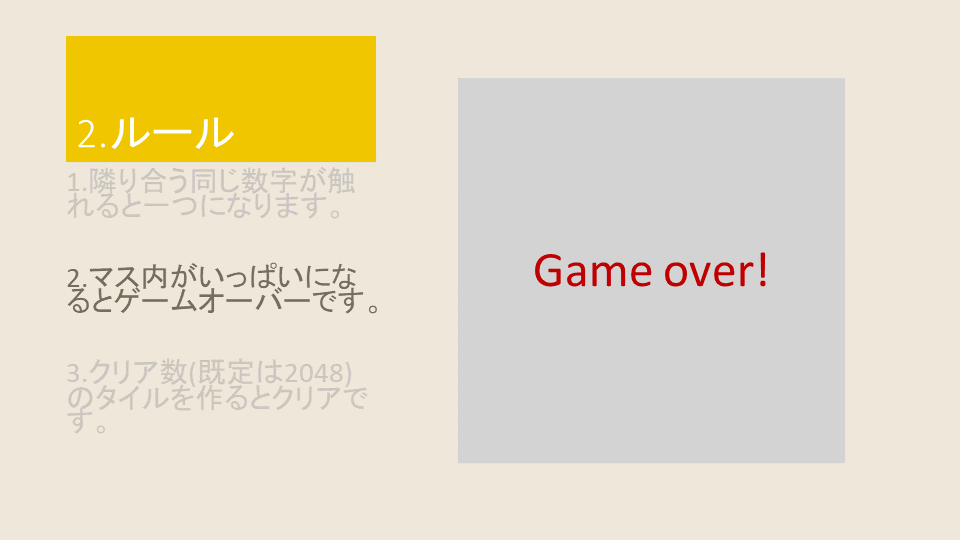 2.ルール
1.隣り合う同じ数字が触
れると一つになります。
2.マス内がいっぱいにな
るとゲームオーバーです。
3.クリア数(既定は2048)
のタイルを作るとクリアで
す。
Game over!